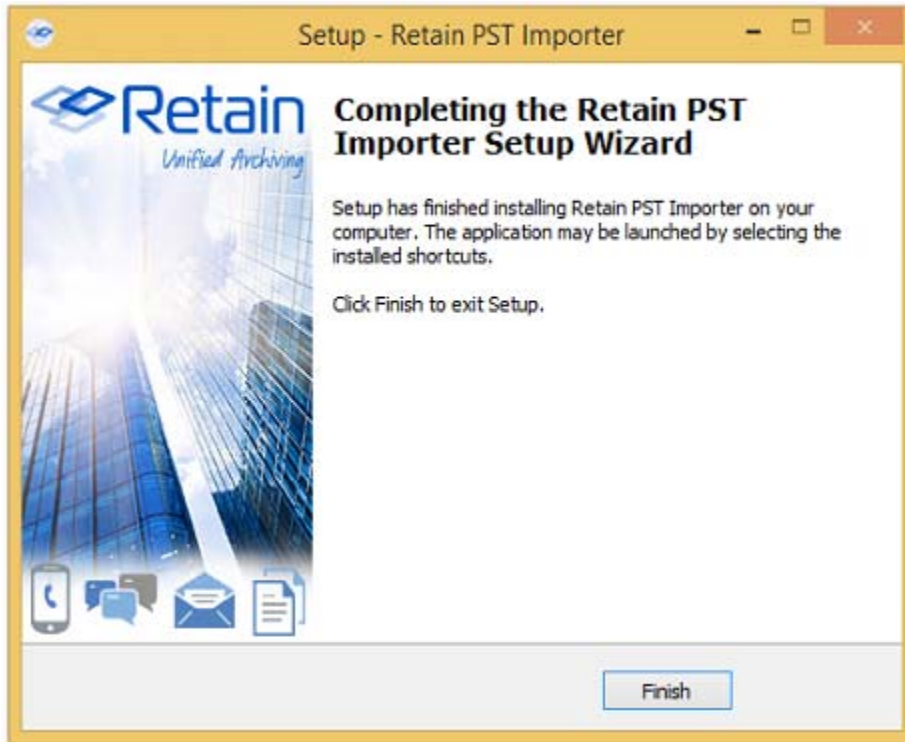 Setup - Retain PST Importer
Retain
Unified Archiving
Completing the Retain PST
Importer Setup Wizard
Setup has finished installing Retain PST Importer on your
computer. The application may be launched by selecting the
installed shortcuts.
Click Finish to exit Setup.
Finish